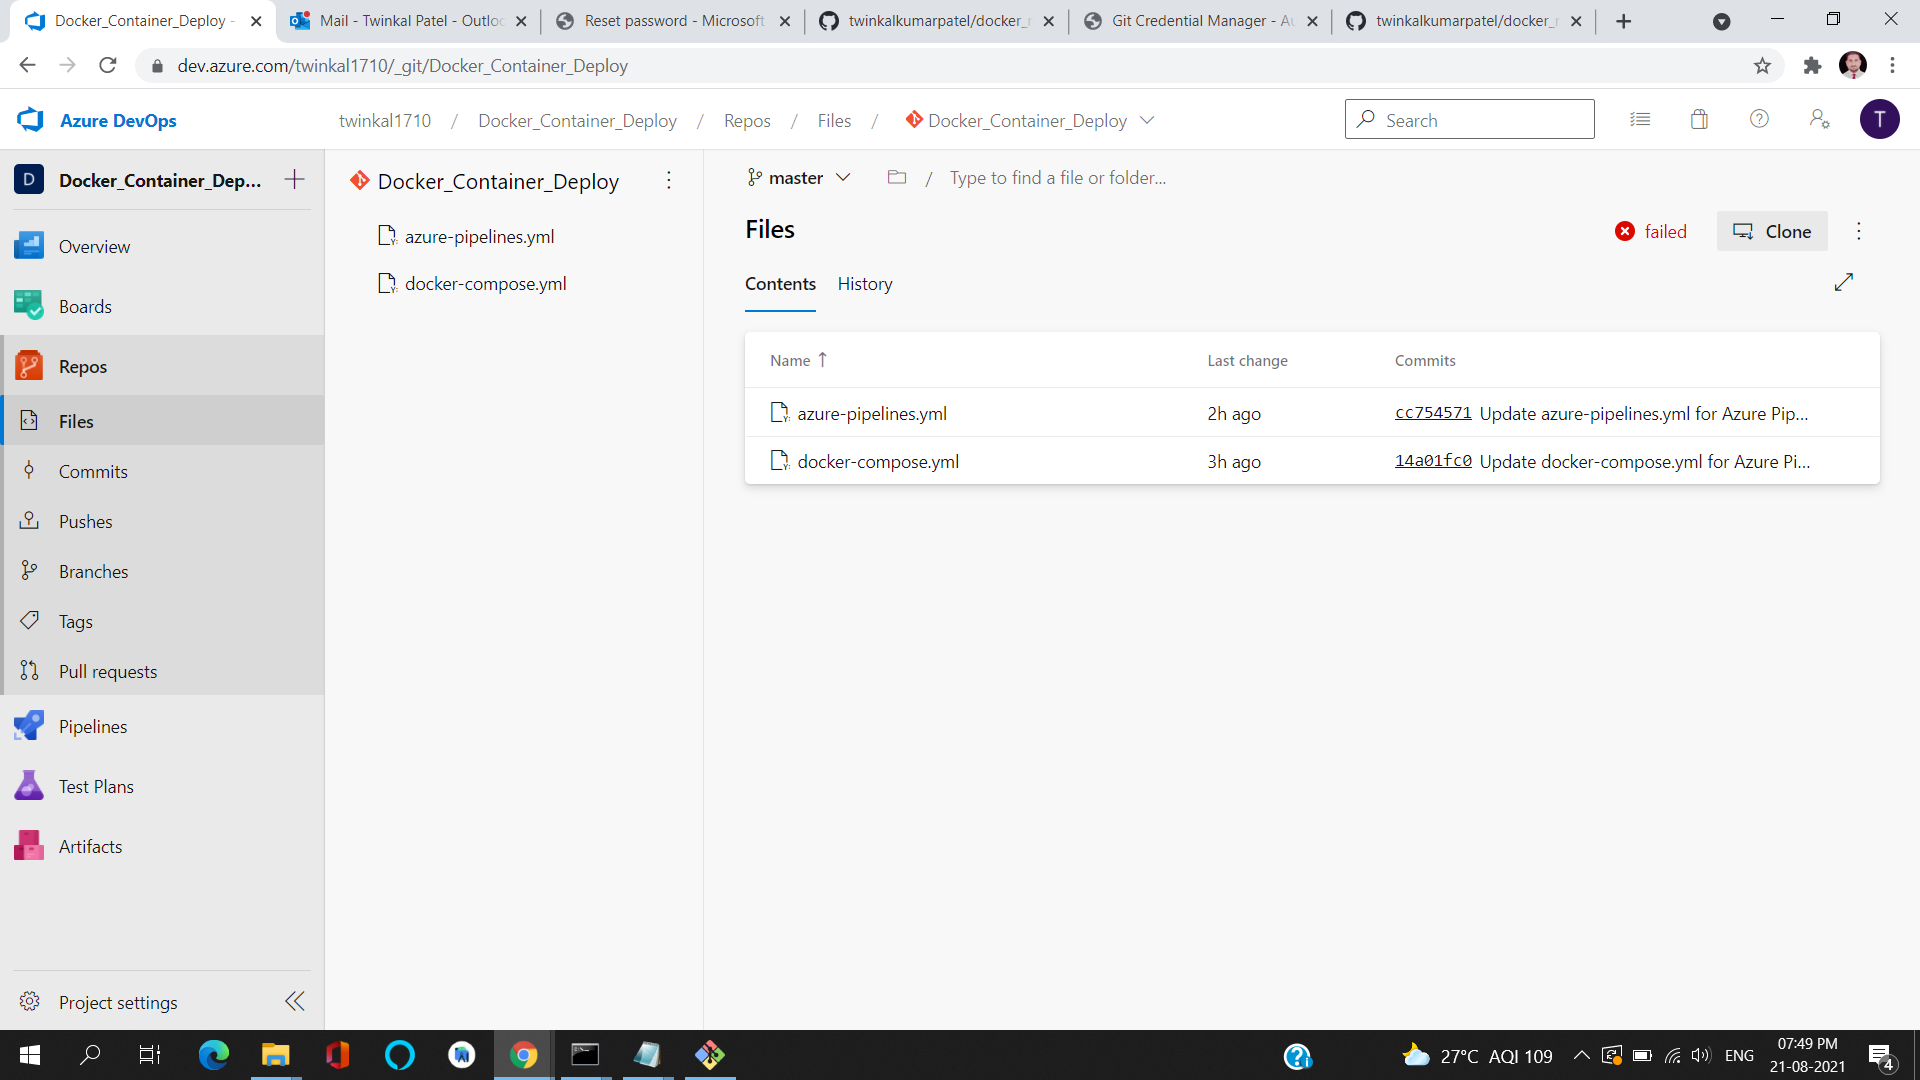 Docker_Container_Deploy -
Mail - Twinkal Patel - Outloo
Reset password - Microsoft
twinkalkumarpatel/docker_
Git Credential Manager - Au
twinkalkumarpatel/docker_
dev.azure.com/twinkal1710/_git/Docker_Container_Deploy
Azure DevOps
twinkal1710 / Docker_Container_Deploy / Repos / Files / Docker_Container_Deploy
Search
T
D Docker_Container_Dep...
Overview
Boards
Repos
Files
Commits
Pushes
Branches
Tags
Pull requests
Pipelines
Test Plans
Artifacts
Project settings
Docker_Container_Deploy
azure-pipelines.yml
docker-compose.yml
master / Type to find a file or folder...
Files
failed
Clone
Contents History
Name Last change Commits
azure-pipelines.yml 2h ago cc754571 Update azure-pipelines.yml for Azure Pip...
docker-compose.yml 3h ago 14a01fc0 Update docker-compose.yml for Azure Pi...
27°C AQI 109
ENG
07:49 PM
21-08-2021
4